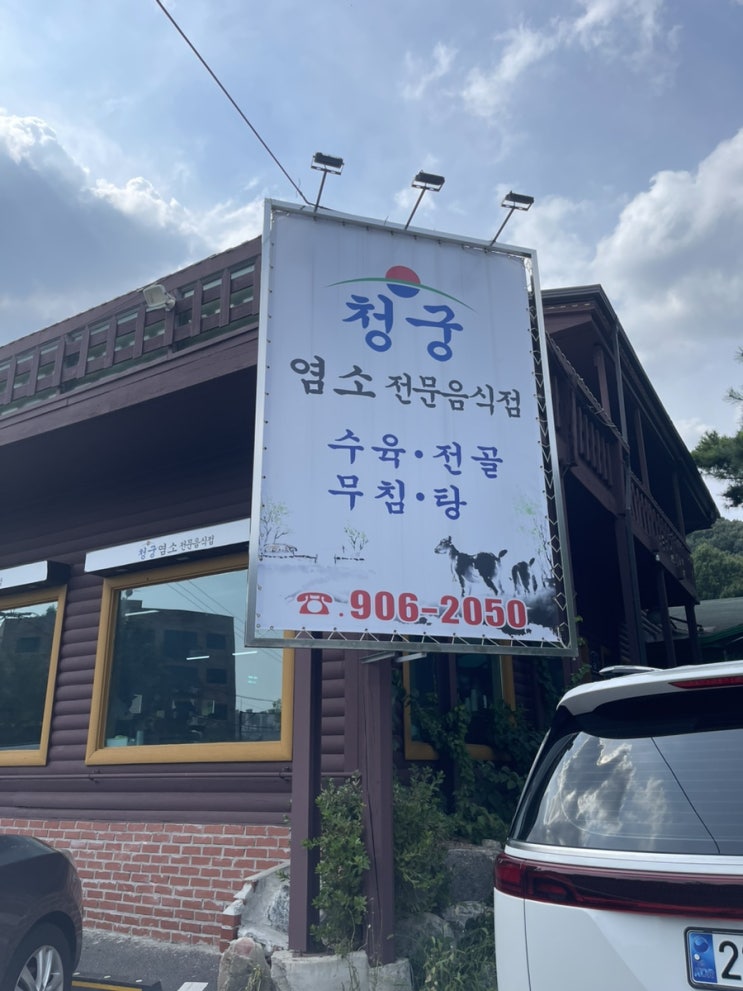 청궁
염소 전문음식점
수육·전골
무침·탕
☎.906-2050
청궁염소 전문음식점